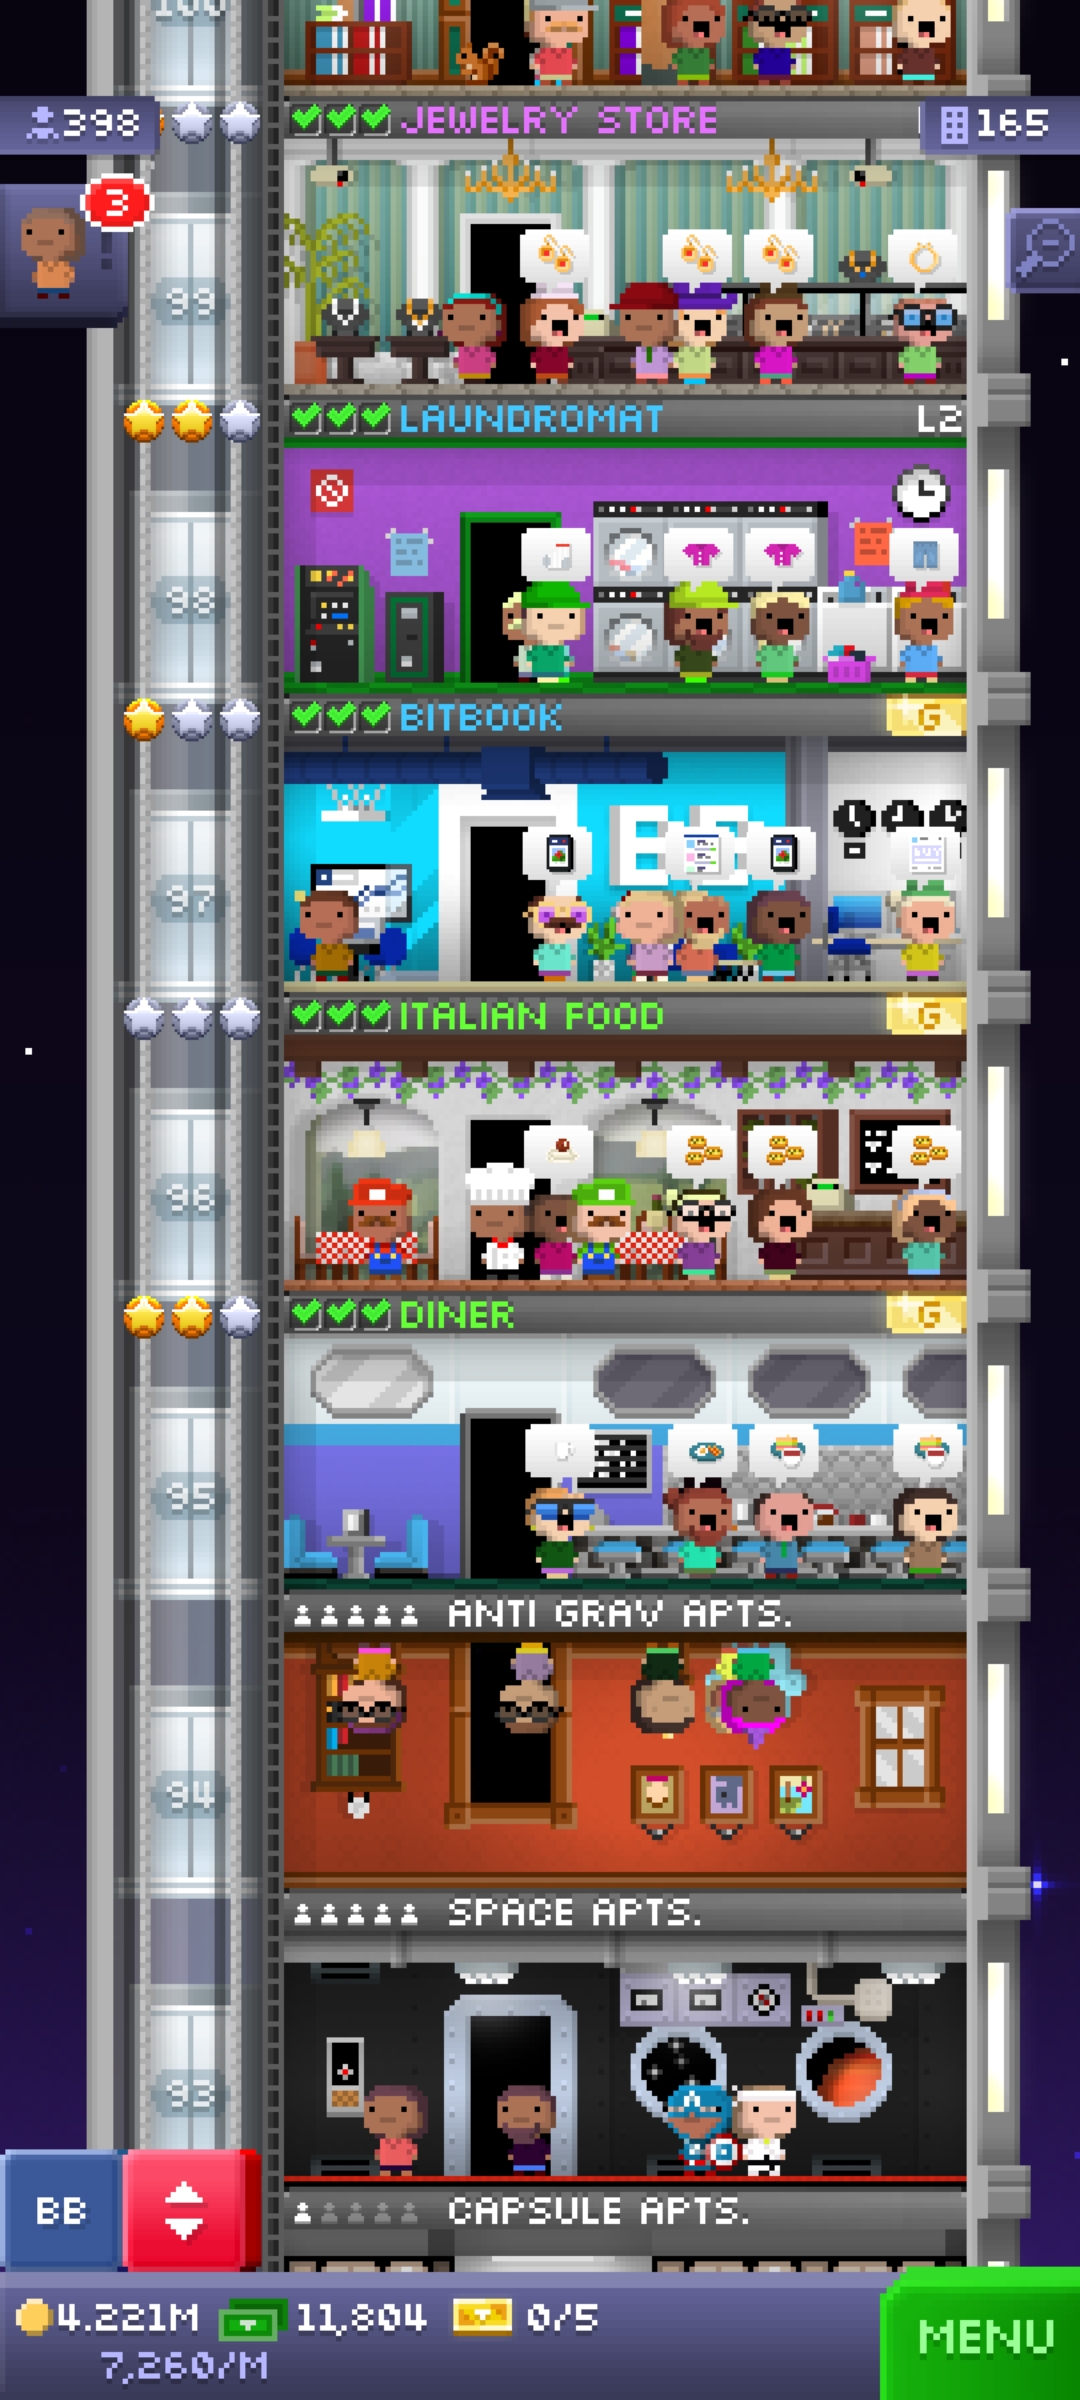 100
398
JEWELRY STORE
165
3
99
LAUNDROMAT
L2
98
BITBOOK
G
97
ITALIAN FOOD
G
96
DINER
G
95
ANTI GRAV APTS.
94
SPACE APTS.
93
BB
CAPSULE APTS.
4.221M
11,804
0/5
7,260/M
MENU